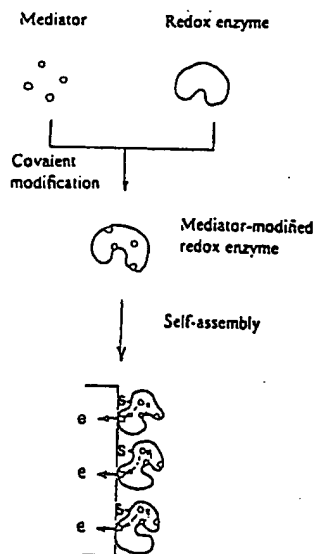 Mediator
Redox enzyme
Covalent
modification
Mediator-modified
redox enzyme
Self-assembly
S
e
S
e
S
e